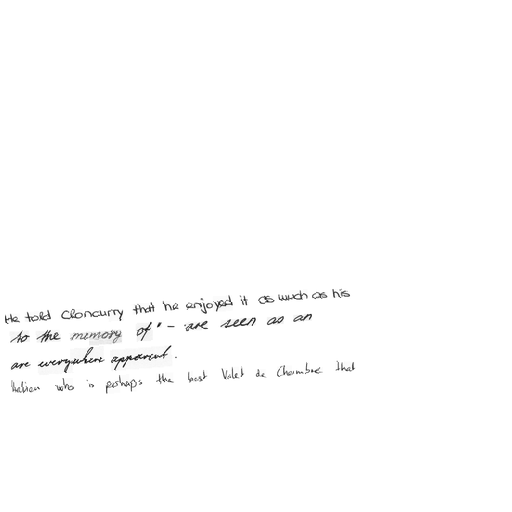 He told Cloncurry that he enjoyed it as much as his
to the memory of" - are seen as an
are everywhere apparent.
Italian who is perhaps the best Valet de Chambre that